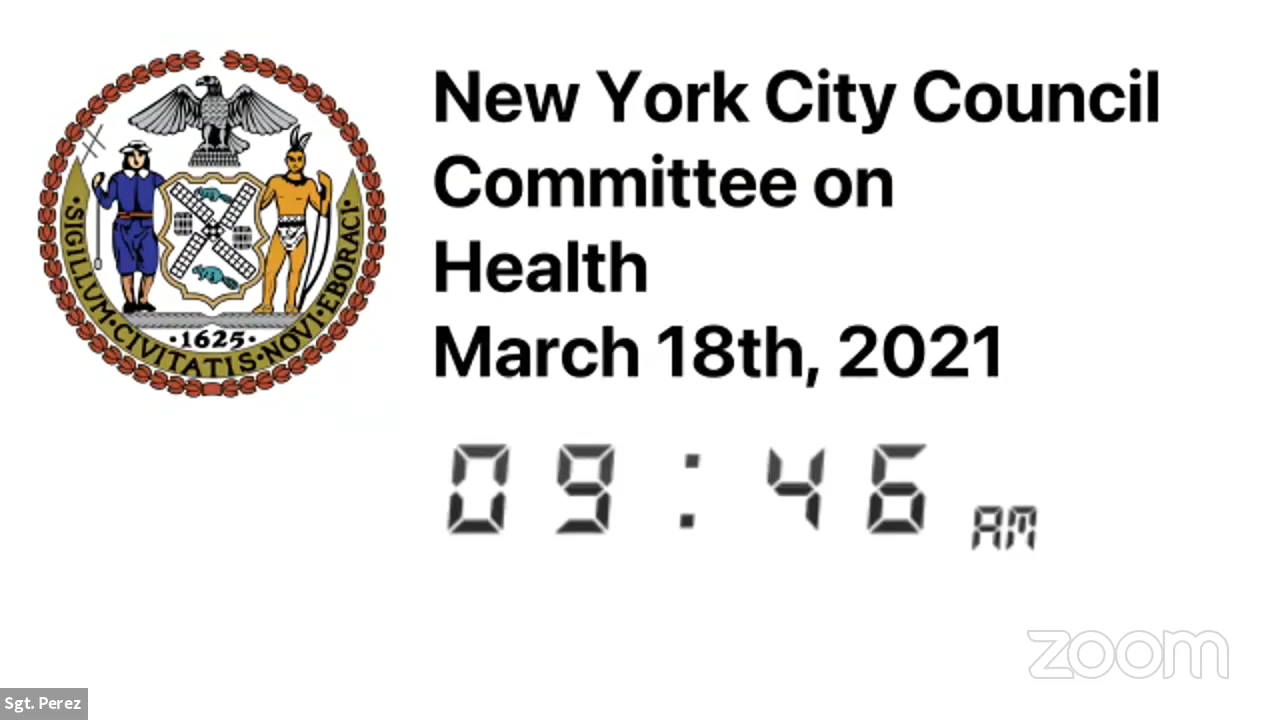 New York City Council
Committee on
Health
March 18th, 2021
09:46 AM
SIGILLUM·CIVITATIS·NOVI·EBORACI
·1625·
zoom
Sgt. Perez